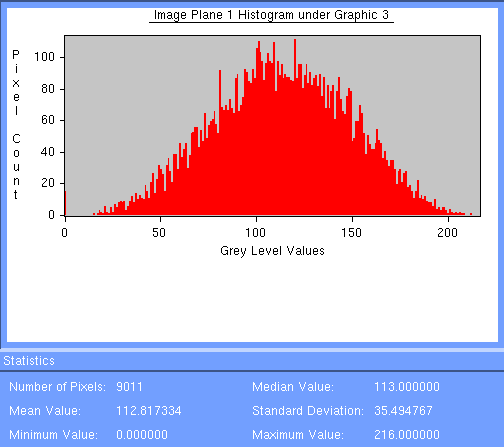 Image Plane 1 Histogram under Graphic 3
Pixel Count
100
80
60
40
20
0
0 50 100 150 200
Grey Level Values
Statistics
Number of Pixels: 9011 Median Value: 113.000000
Mean Value: 112.817334 Standard Deviation: 35.494767
Minimum Value: 0.000000 Maximum Value: 216.000000